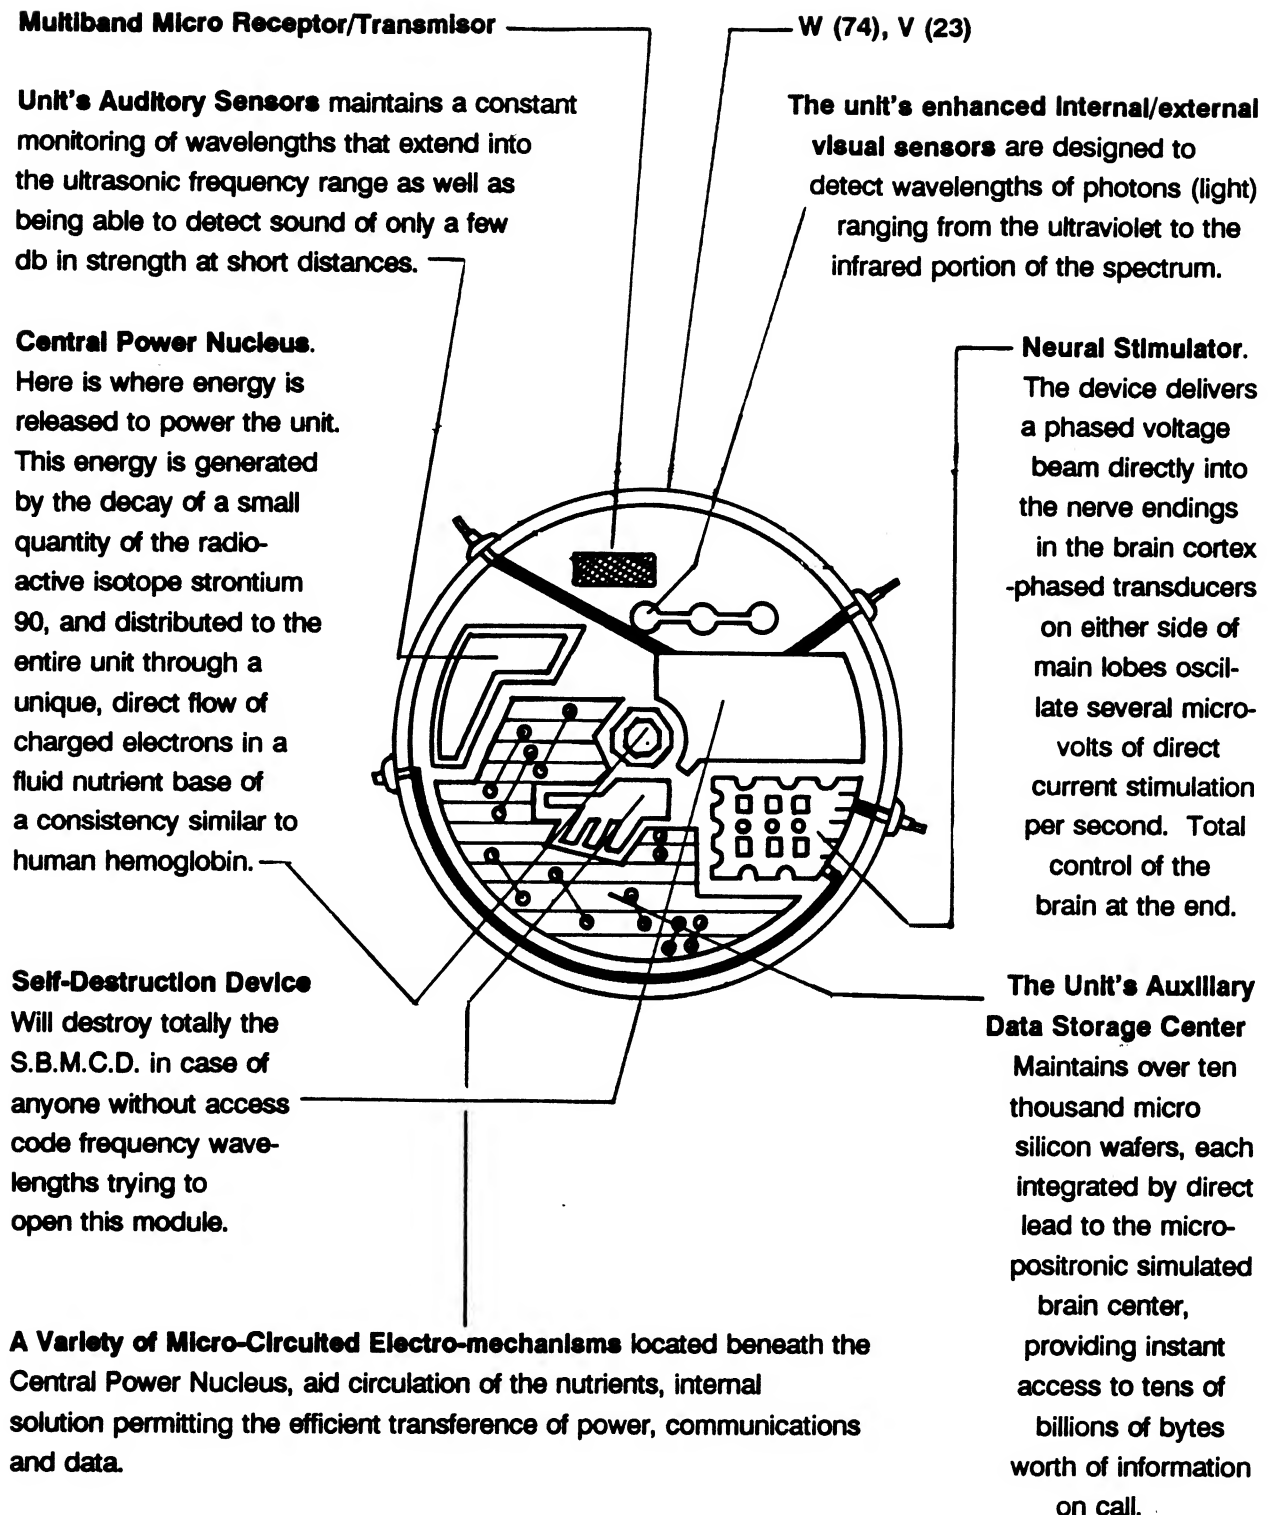 Multiband Micro Receptor/Transmisor
W (74), V (23)
Unit's Auditory Sensors maintains a constant
monitoring of wavelengths that extend into
the ultrasonic frequency range as well as
being able to detect sound of only a few
db in strength at short distances.
The unit's enhanced internal/external
visual sensors are designed to
detect wavelengths of photons (light)
ranging from the ultraviolet to the
infrared portion of the spectrum.
Central Power Nucleus.
Here is where energy is
released to power the unit.
This energy is generated
by the decay of a small
quantity of the radio-
active isotope strontium
90, and distributed to the
entire unit through a
unique, direct flow of
charged electrons in a
fluid nutrient base of
a consistency similar to
human hemoglobin.
Neural Stimulator.
The device delivers
a phased voltage
beam directly into
the nerve endings
in the brain cortex
-phased transducers
on either side of
main lobes oscil-
late several micro-
volts of direct
current stimulation
per second. Total
control of the
brain at the end.
Self-Destruction Device
Will destroy totally the
S.B.M.C.D. in case of
anyone without access
code frequency wave-
lengths trying to
open this module.
The Unit's Auxiliary
Data Storage Center
Maintains over ten
thousand micro
silicon wafers, each
integrated by direct
lead to the micro-
positronic simulated
brain center,
providing instant
access to tens of
billions of bytes
worth of information
on call.
A Variety of Micro-Circuited Electro-mechanisms located beneath the
Central Power Nucleus, aid circulation of the nutrients, internal
solution permitting the efficient transference of power, communications
and data.